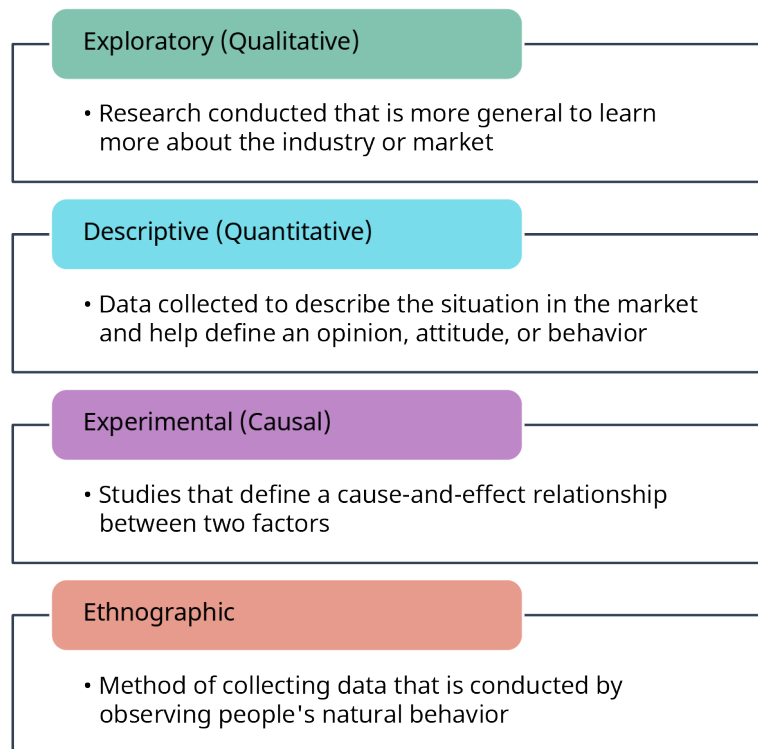 Exploratory (Qualitative)
• Research conducted that is more general to learn
more about the industry or market
Descriptive (Quantitative)
• Data collected to describe the situation in the market
and help define an opinion, attitude, or behavior
Experimental (Causal)
• Studies that define a cause-and-effect relationship
between two factors
Ethnographic
• Method of collecting data that is conducted by
observing people's natural behavior